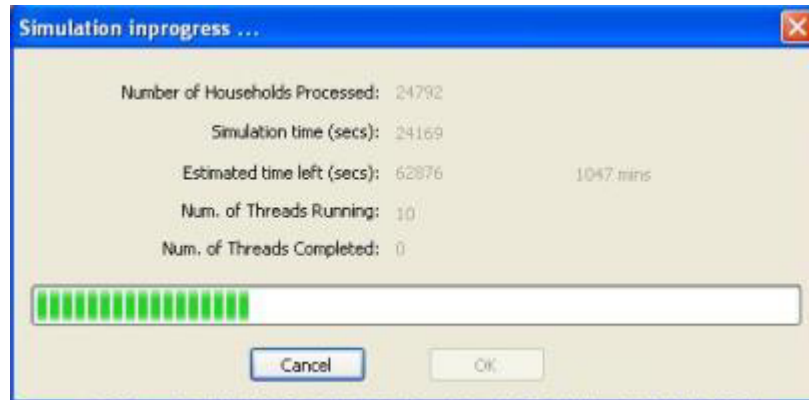 Simulation inprogress ...
Number of Households Processed: 24792
Simulation time (secs): 24169
Estimated time left (secs): 62876 1047 mins
Num. of Threads Running: 10
Num. of Threads Completed: 0
Cancel OK